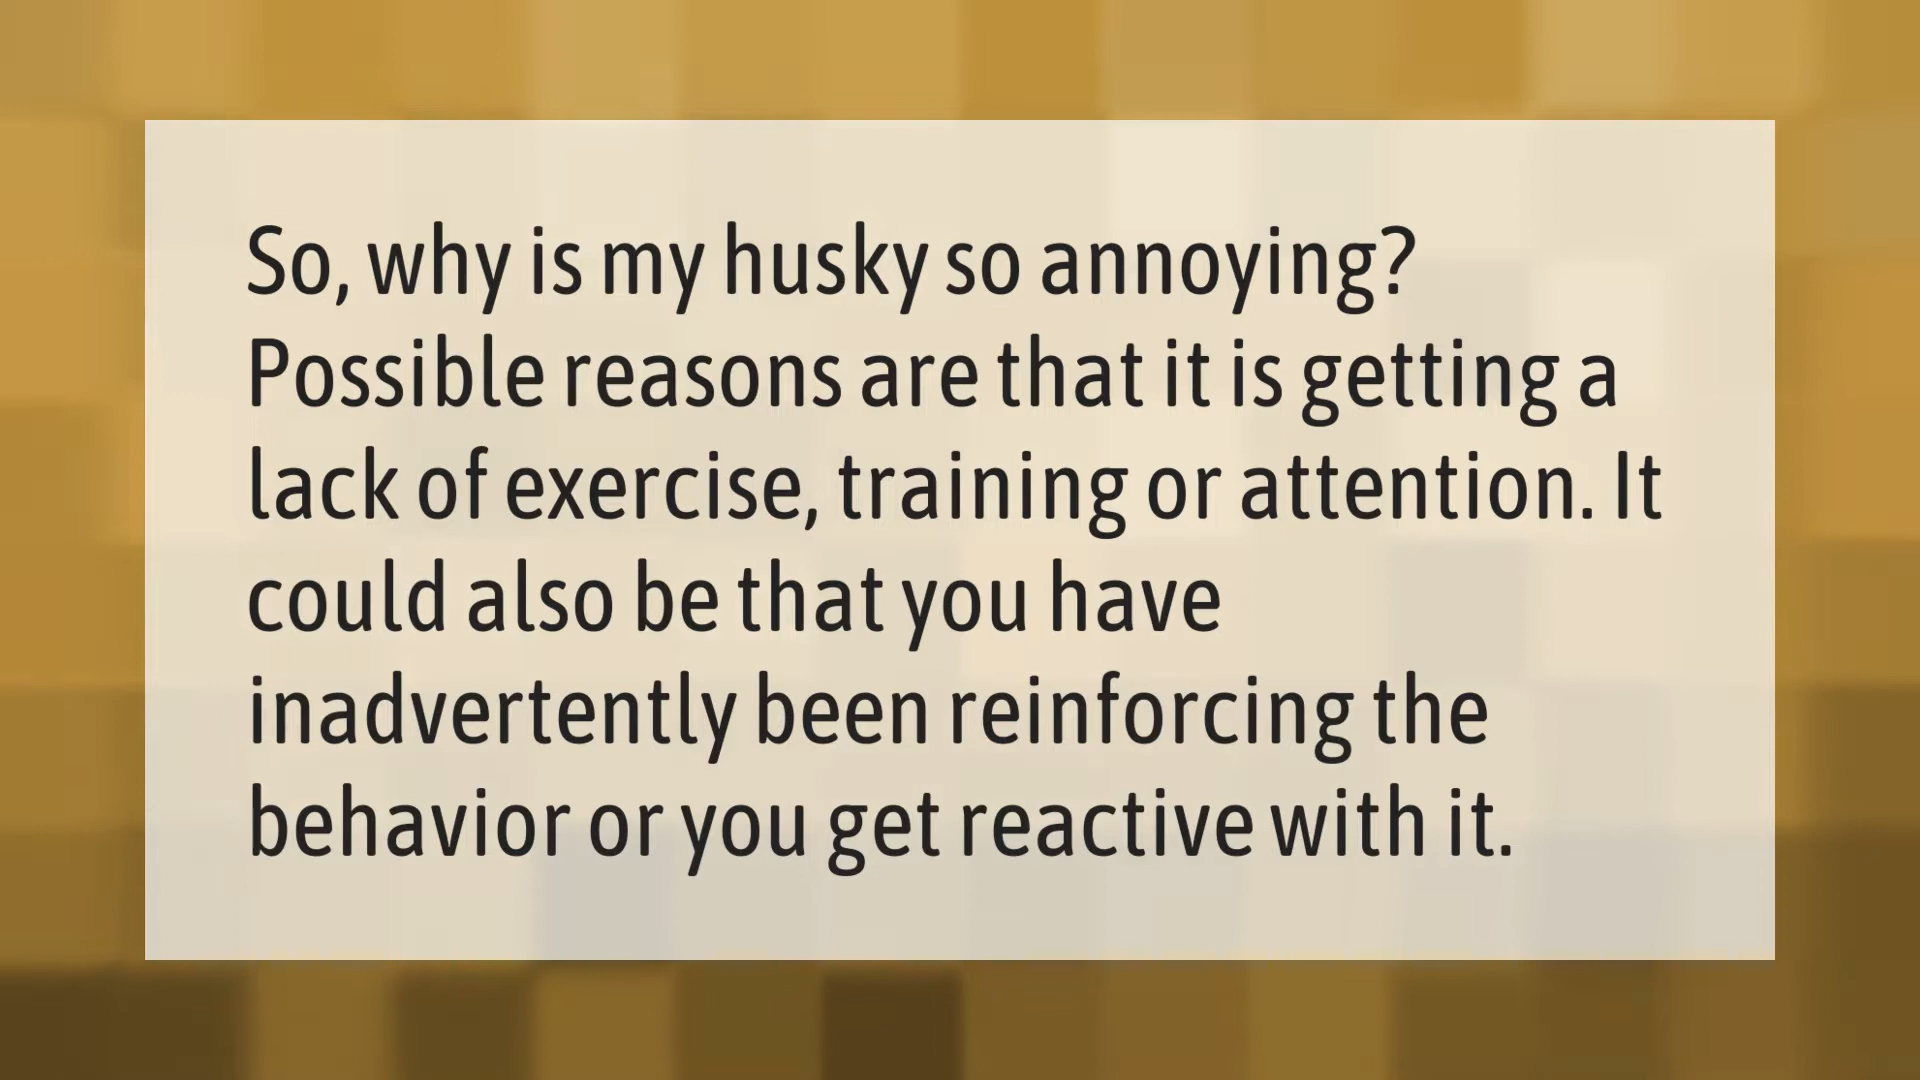 So, why is my husky so annoying?
Possible reasons are that it is getting a
lack of exercise, training or attention. It
could also be that you have
inadvertently been reinforcing the
behavior or you get reactive with it.